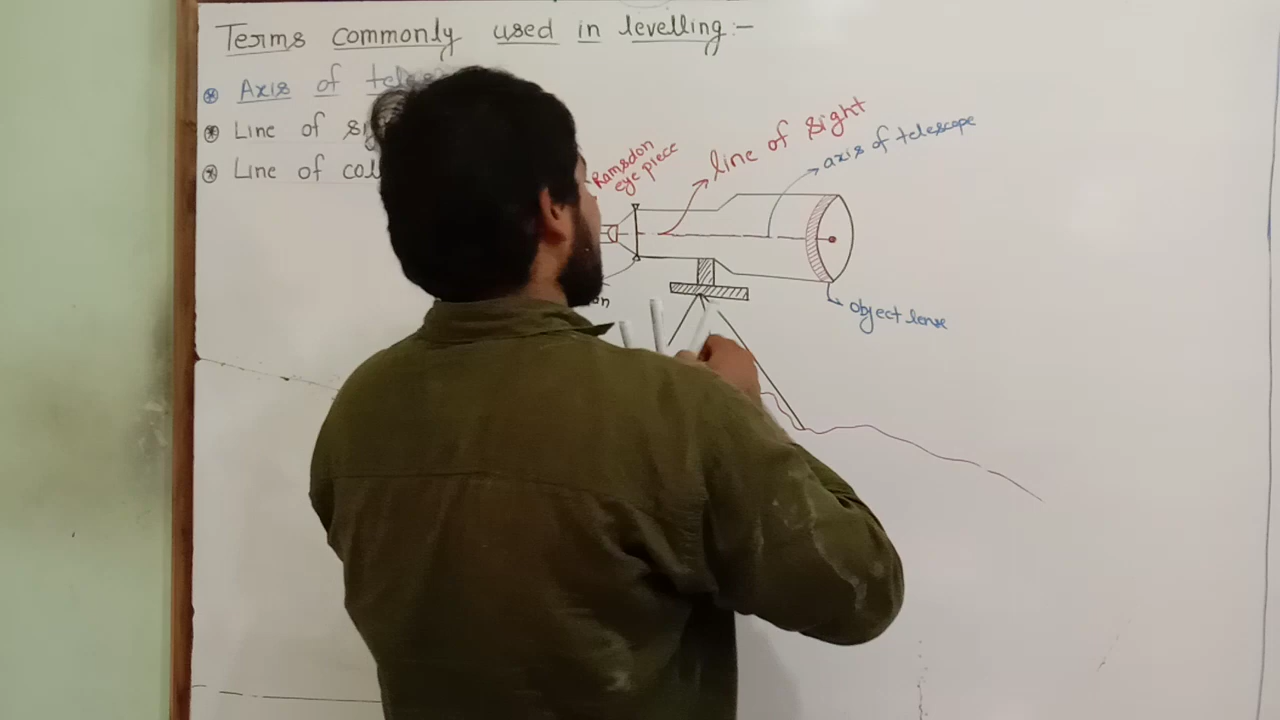 Terms commonly used in levelling:-
Axis of
Line of
Line of
Ramsdon
eye piece
line of sight
axis of telescope
object lense